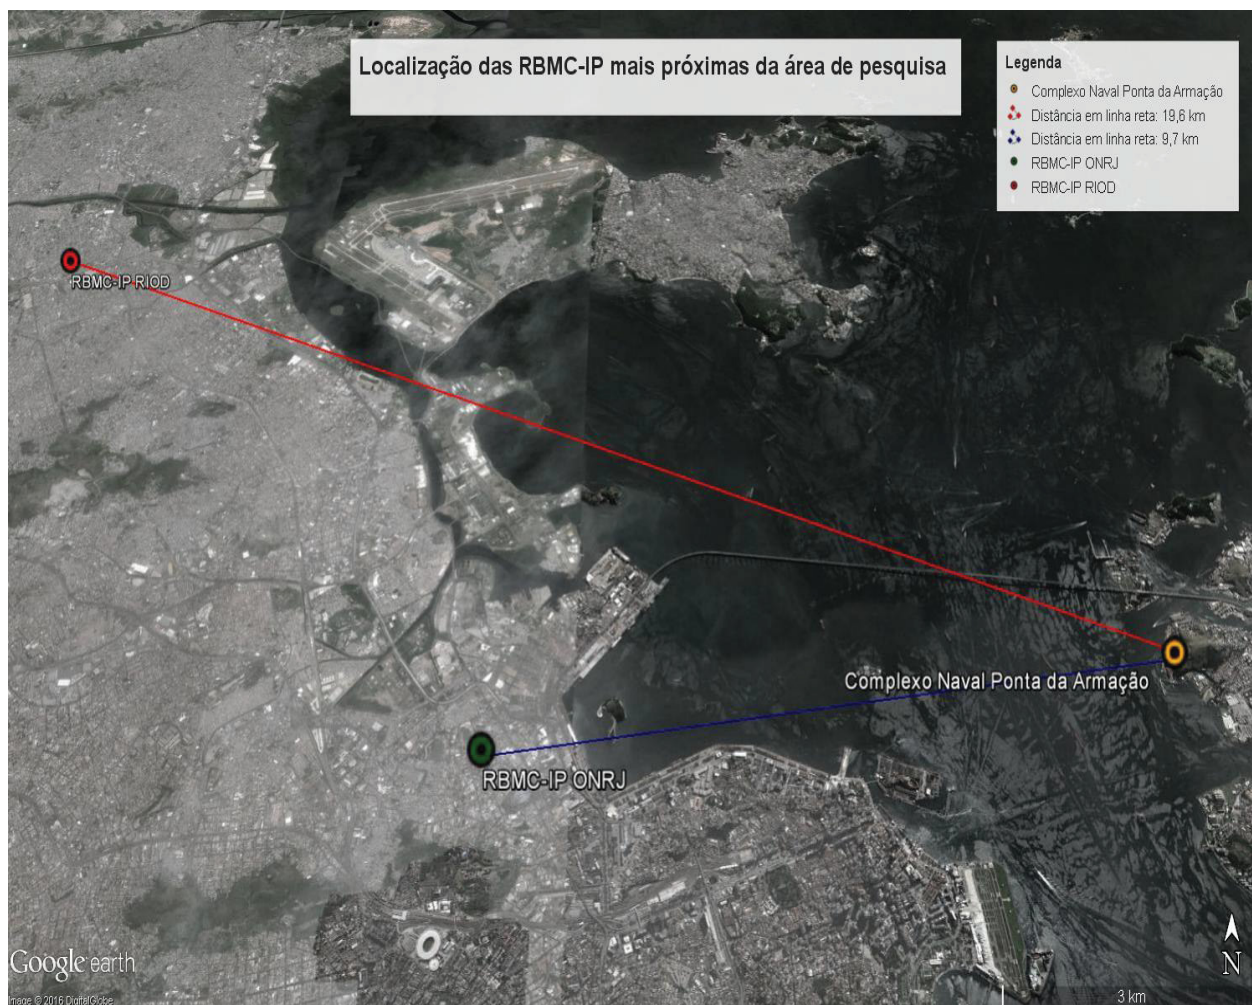 Localização das RBMC-IP mais próximas da área de pesquisa
Legenda
Complexo Naval Ponta da Armação
Distância em linha reta: 19,6 km
Distância em linha reta: 9,7 km
RBMC-IP ONRJ
RBMC-IP RIOD
RBMC-IP RIOD
Complexo Naval Ponta da Armação
RBMC-IP ONRJ
Google earth
N
Image © 2016 DigitalGlobe
3 km